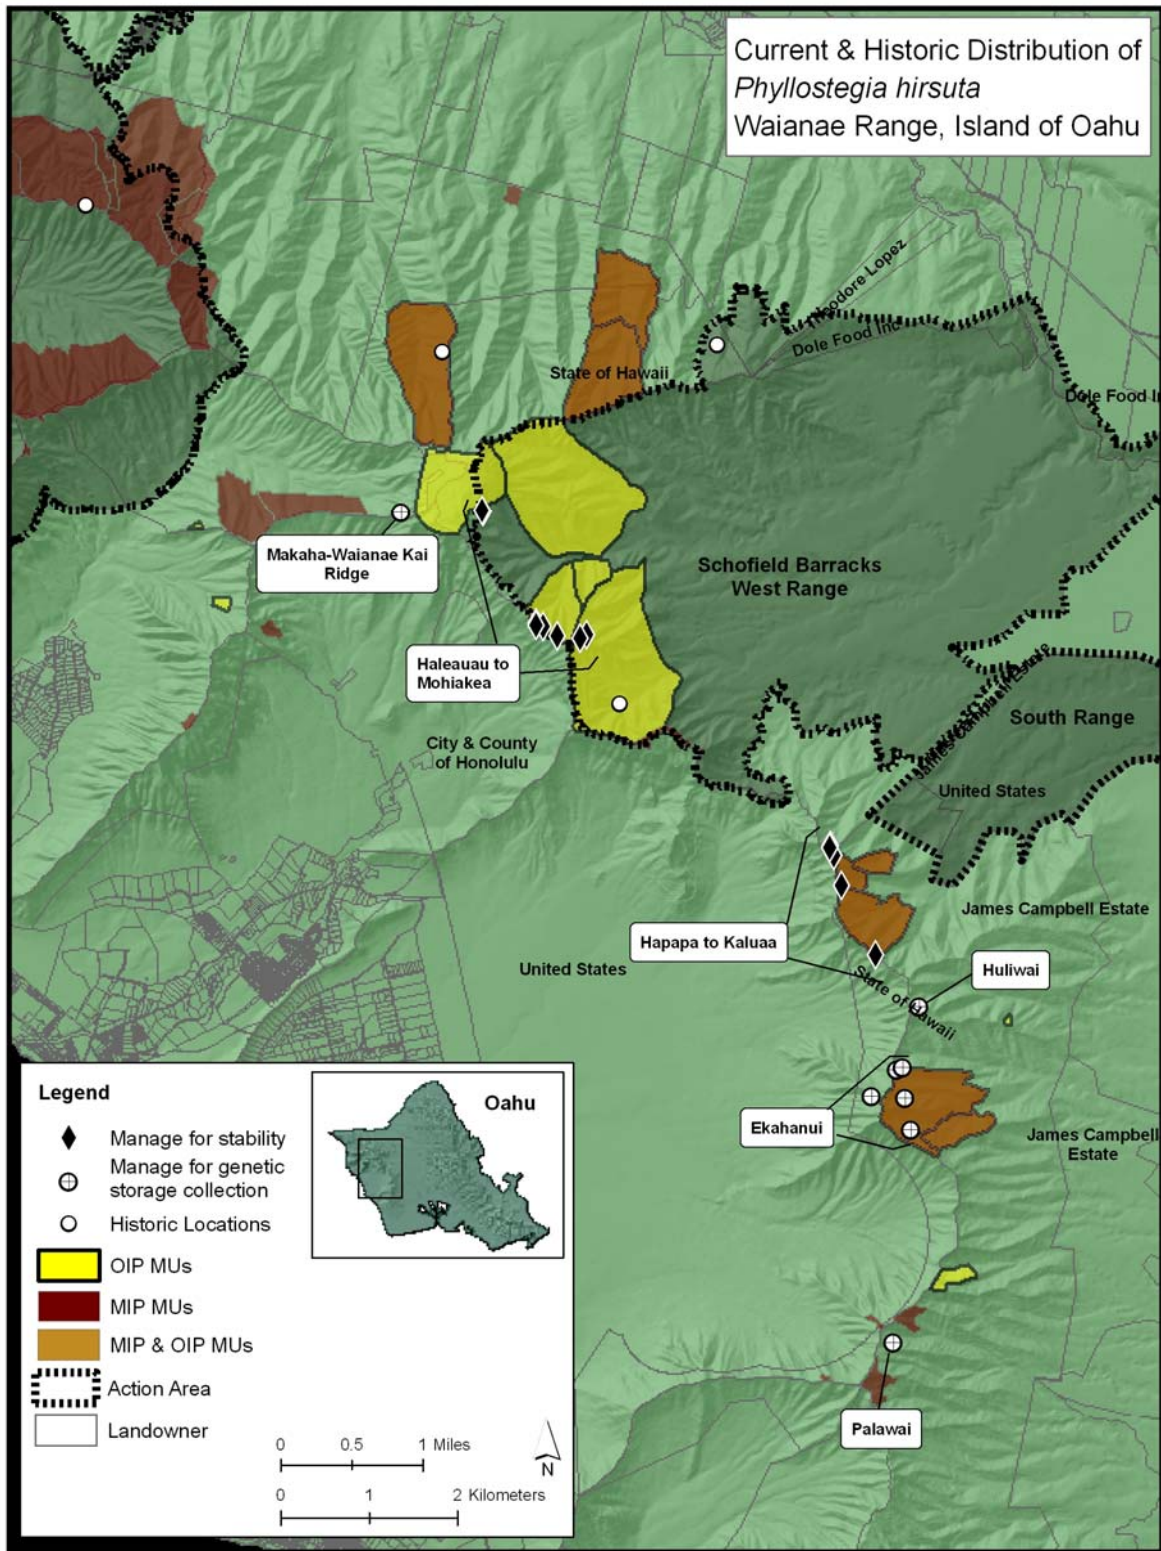 Current & Historic Distribution of
Phyllostegia hirsuta
Waianae Range, Island of Oahu
Theodore Lopez
Dole Food Inc
State of Hawaii
Dole Food In
Makaha-Waianae Kai
Ridge
Schofield Barracks
West Range
Haleauau to
Mohiakea
James Campbell Estate
South Range
City & County
of Honolulu
United States
James Campbell Estate
Hapapa to Kaluaa
United States
Huliwai
State of Hawaii
Ekahanui
James Campbell
Estate
Palawai
Legend
Manage for stability
Manage for genetic
storage collection
Historic Locations
OIP MUs
MIP MUs
MIP & OIP MUs
Action Area
Landowner
Oahu
0 0.5 1 Miles
0 1 2 Kilometers
N